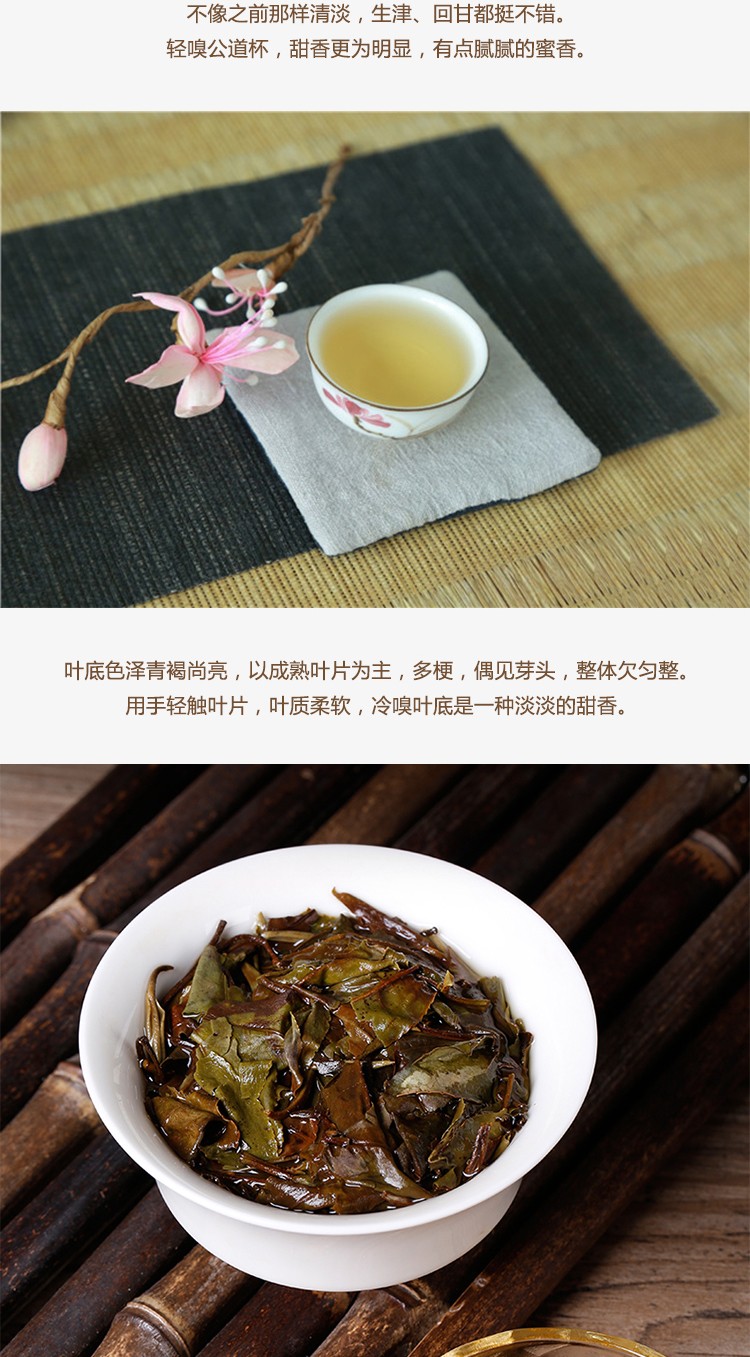 不像之前那样清淡，生津、回甘都挺不错。
轻嗅公道杯，甜香更为明显，有点腻腻的蜜香。
叶底色泽青褐尚亮，以成熟叶片为主，多梗，偶见芽头，整体欠匀整。
用手轻触叶片，叶质柔软，冷嗅叶底是一种淡淡的甜香。